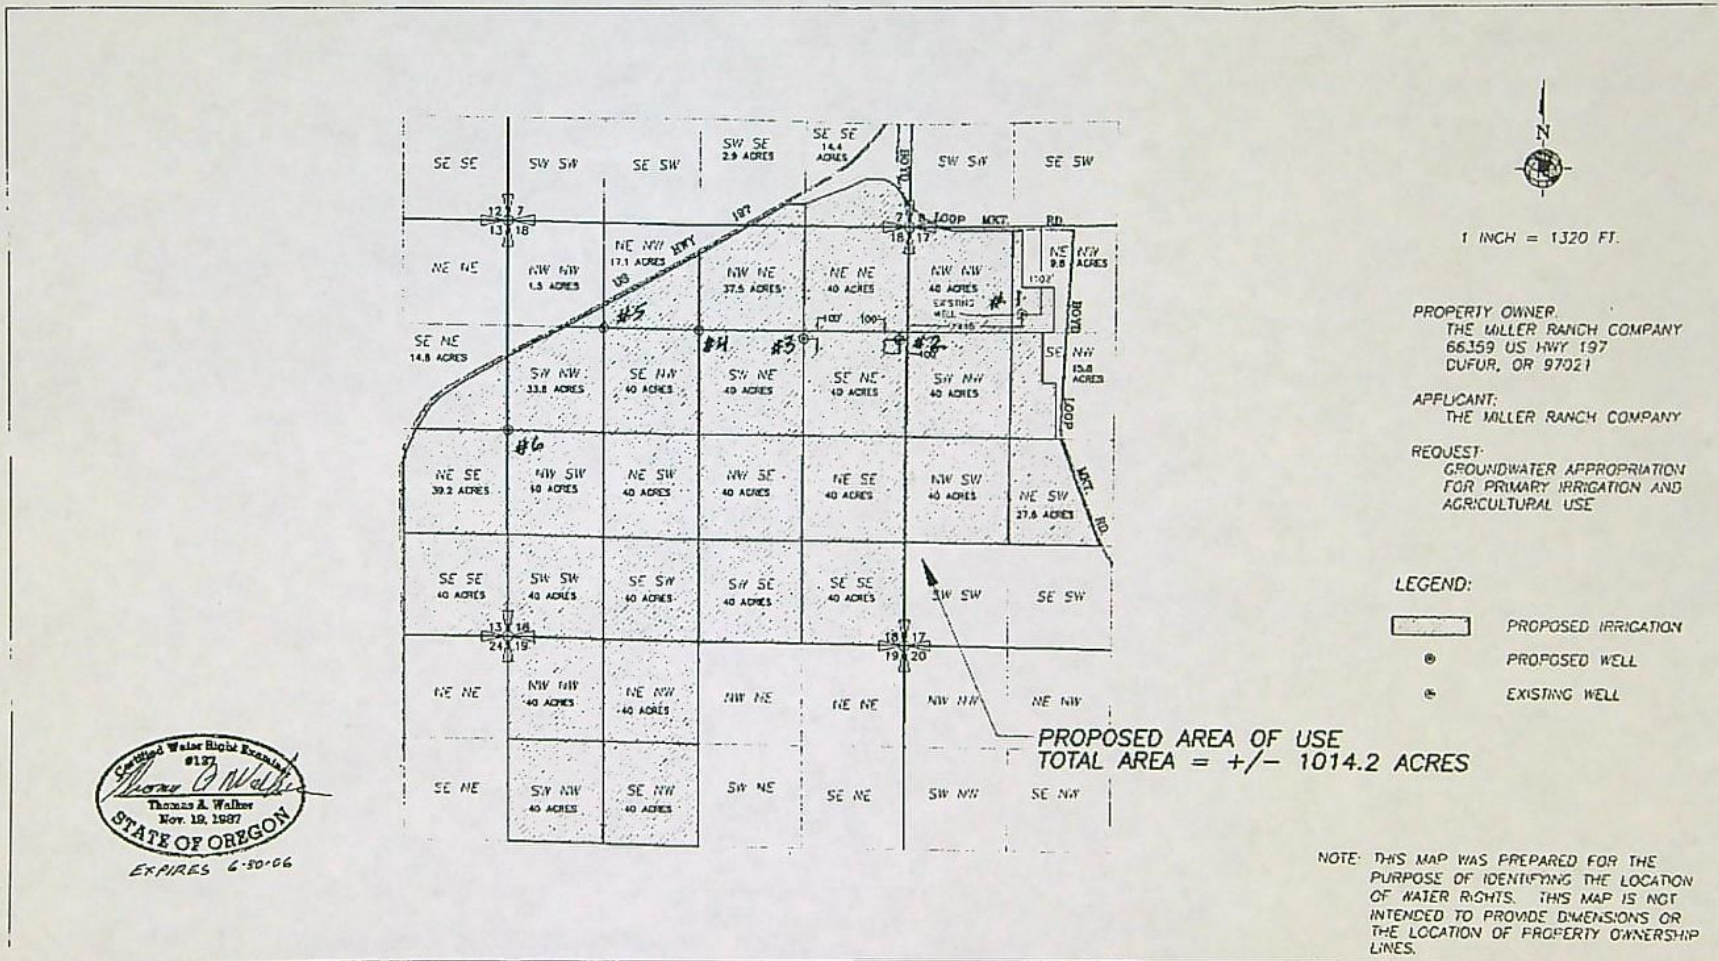 SE SE
SW SW
SE SW
SW SE
2.9 ACRES
SE SE
14.4
ACRES
BOYD
SW SW
SE SW
12 7
13 18
197
7 8
18 17
LOOP MKT. RD.
NE NE
NW NW
1.5 ACRES
NE NW
17.1 ACRES
US HWY
NW NE
37.5 ACRES
NE NE
40 ACRES
NW NW
40 ACRES
EXISTING
WELL
NE NW
9.8 ACRES
#5
100' 100'
BOYD
SE NE
14.8 ACRES
#4
#3
#2
100'
SW NW
33.8 ACRES
SE NW
40 ACRES
SW NE
40 ACRES
SE NE
40 ACRES
SW NW
40 ACRES
SE NW
15.8
ACRES
LOOP
#6
NE SE
39.2 ACRES
NW SW
40 ACRES
NE SW
40 ACRES
NW SE
40 ACRES
NE SE
40 ACRES
NW SW
40 ACRES
NE SW
27.6 ACRES
MKT.
RD
SE SE
40 ACRES
SW SW
40 ACRES
SE SW
40 ACRES
SW SE
40 ACRES
SE SE
40 ACRES
SW SW
SE SW
13 18
24 19
18 17
19 20
NE NE
NW NW
40 ACRES
NE NW
40 ACRES
NW NE
NE NE
NW NW
NE NW
SE NE
SW NW
40 ACRES
SE NW
40 ACRES
SW NE
SE NE
SW NW
SE NW
PROPOSED AREA OF USE
TOTAL AREA = +/- 1014.2 ACRES
N
1 INCH = 1320 FT.
PROPERTY OWNER:
THE MILLER RANCH COMPANY
66359 US HWY 197
DUFUR, OR 97021
APPLICANT:
THE MILLER RANCH COMPANY
REQUEST:
GROUNDWATER APPROPRIATION
FOR PRIMARY IRRIGATION AND
AGRICULTURAL USE
LEGEND:
PROPOSED IRRIGATION
PROPOSED WELL
EXISTING WELL
Certified Water Right Examiner
#127
Thomas A. Walker
Nov. 19, 1987
STATE OF OREGON
EXPIRES 6-30-06
NOTE: THIS MAP WAS PREPARED FOR THE
PURPOSE OF IDENTIFYING THE LOCATION
OF WATER RIGHTS. THIS MAP IS NOT
INTENDED TO PROVIDE DIMENSIONS OR
THE LOCATION OF PROPERTY OWNERSHIP
LINES.